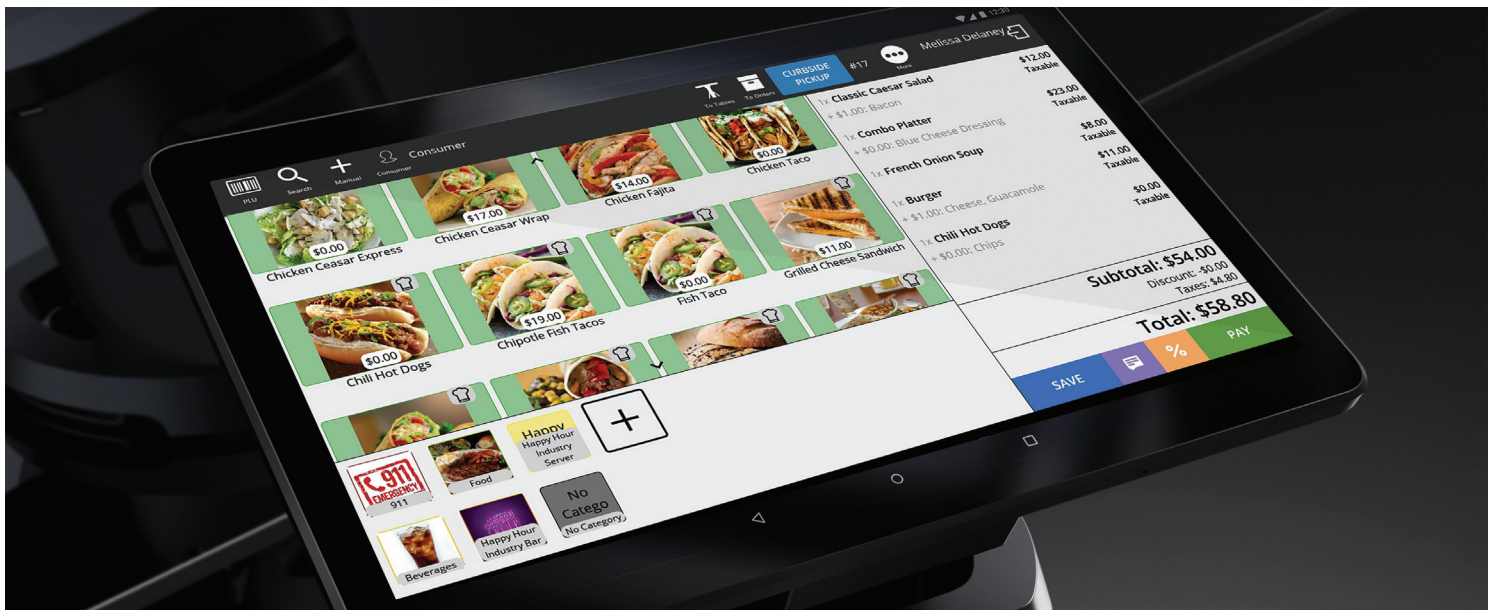 12:30
PLU
Search
Manual
Consumer
Consumer
To Tables
To Orders
CURBSIDE
PICKUP
#17
More
Melissa Delaney
$0.00
Chicken Ceasar Express
$17.00
Chicken Ceasar Wrap
$14.00
Chicken Fajita
$0.00
Chicken Taco
$0.00
Chili Hot Dogs
$19.00
Chipotle Fish Tacos
$0.00
Fish Taco
$11.00
Grilled Cheese Sandwich
911
EMERGENCY
911
Food
Happy
Happy Hour
Industry
Server
Beverages
Happy Hour
Industry Bar
No
Catego
No Category
1x Classic Caesar Salad
$12.00
+ $1.00: Bacon
Taxable
1x Combo Platter
$23.00
+ $0.00: Blue Cheese Dressing
Taxable
1x French Onion Soup
$8.00
Taxable
1x Burger
$11.00
+ $1.00: Cheese, Guacamole
Taxable
1x Chili Hot Dogs
$0.00
+ $0.00: Chips
Taxable
Subtotal: $54.00
Discount: -$0.00
Taxes: $4.80
Total: $58.80
SAVE
%
PAY